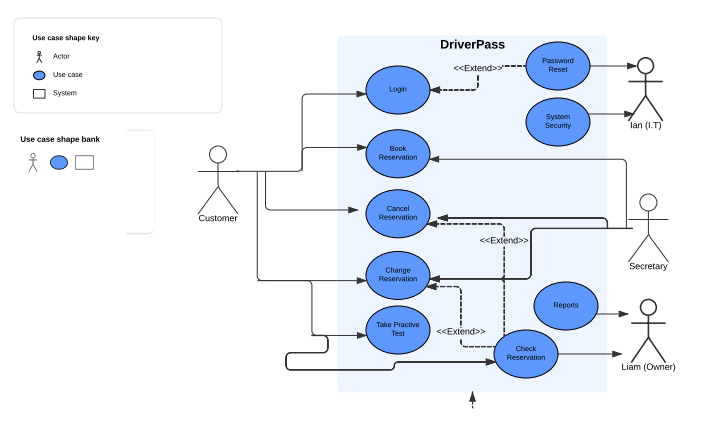 Use case shape key
Actor
Use case
System
Use case shape bank
DriverPass
Login
<<Extend>>
Password
Reset
System
Security
Ian (I.T)
Book
Reservation
Customer
Cancel
Reservation
<<Extend>>
Secretary
Change
Reservation
Reports
Take Practive
Test
<<Extend>>
Check
Reservation
Liam (Owner)